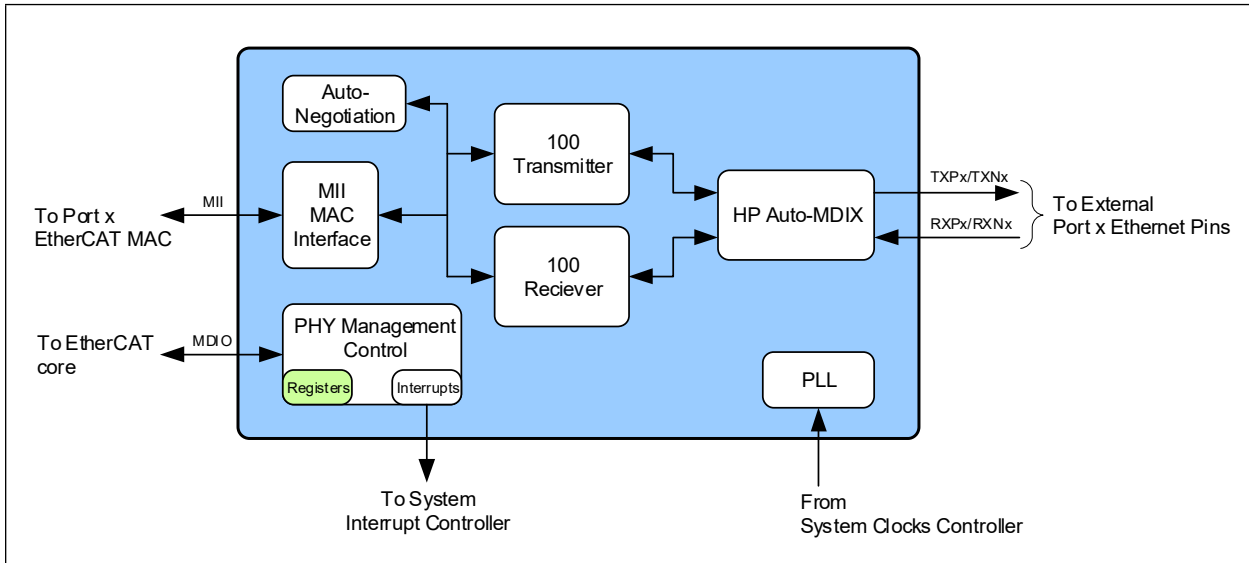 Auto-
Negotiation
100
Transmitter
MII
MAC
Interface
HP Auto-MDIX
100
Reciever
MII
To Port x
EtherCAT MAC
TXPx/TXNx
RXPx/RXNx
To External
Port x Ethernet Pins
To EtherCAT
core
MDIO
PHY Management
Control
Registers
Interrupts
PLL
To System
Interrupt Controller
From
System Clocks Controller